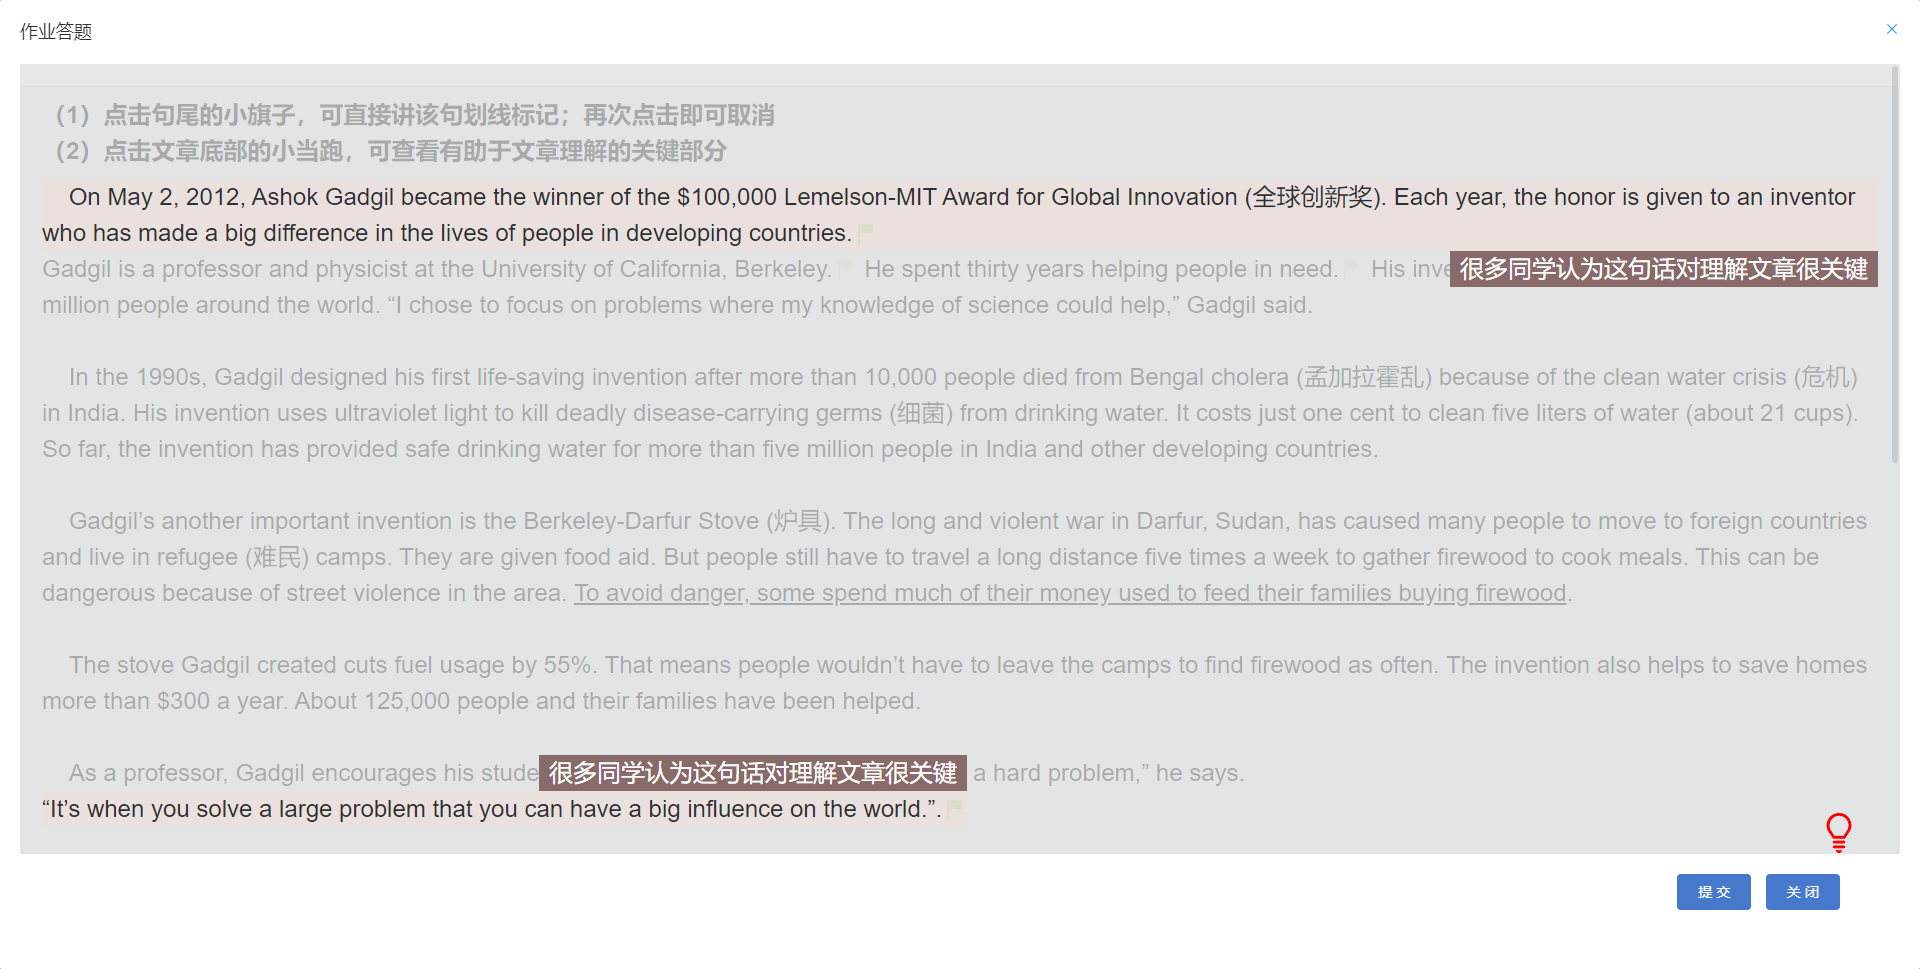 作业答题
（1）点击句尾的小旗子，可直接讲该句划线标记；再次点击即可取消
（2）点击文章底部的小当跑，可查看有助于文章理解的关键部分
On May 2, 2012, Ashok Gadgil became the winner of the $100,000 Lemelson-MIT Award for Global Innovation (全球创新奖). Each year, the honor is given to an inventor
who has made a big difference in the lives of people in developing countries.
Gadgil is a professor and physicist at the University of California, Berkeley. He spent thirty years helping people in need. His 很多同学认为这句话对理解文章很关键
million people around the world. “I chose to focus on problems where my knowledge of science could help,” Gadgil said.
In the 1990s, Gadgil designed his first life-saving invention after more than 10,000 people died from Bengal cholera (孟加拉霍乱) because of the clean water crisis (危机)
in India. His invention uses ultraviolet light to kill deadly disease-carrying germs (细菌) from drinking water. It costs just one cent to clean five liters of water (about 21 cups).
So far, the invention has provided safe drinking water for more than five million people in India and other developing countries.
Gadgil’s another important invention is the Berkeley-Darfur Stove (炉具). The long and violent war in Darfur, Sudan, has caused many people to move to foreign countries
and live in refugee (难民) camps. They are given food aid. But people still have to travel a long distance five times a week to gather firewood to cook meals. This can be
dangerous because of street violence in the area. To avoid danger, some spend much of their money used to feed their families buying firewood.
The stove Gadgil created cuts fuel usage by 55%. That means people wouldn’t have to leave the camps to find firewood as often. The invention also helps to save homes
more than $300 a year. About 125,000 people and their families have been helped.
As a professor, Gadgil encourages his 很多同学认为这句话对理解文章很关键 a hard problem,” he says.
“It’s when you solve a large problem that you can have a big influence on the world.”.
提交 关闭